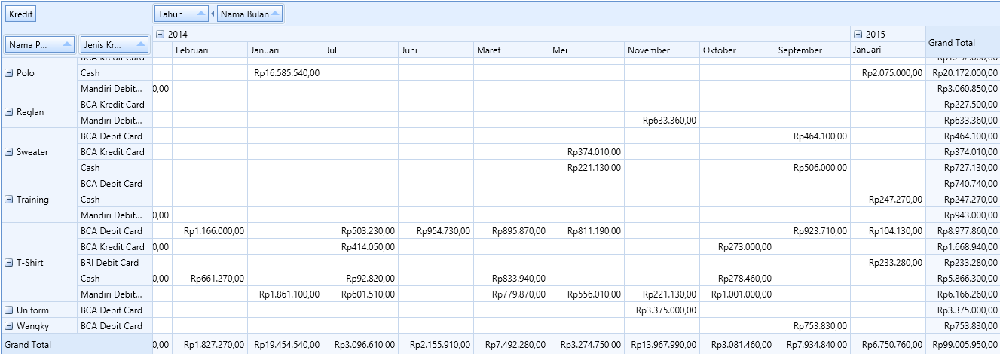 Kredit Tahun Nama Bulan
2014 2015 Grand Total
Nama P... Jenis Kr... Februari Januari Juli Juni Maret Mei November Oktober September Januari
BCA Kredit Card Rp1.292.000,00
Polo Cash Rp16.585.540,00 Rp2.075.000,00 Rp20.172.000,00
Mandiri Debit... 0,00 Rp3.060.850,00
Reglan BCA Kredit Card Rp227.500,00
Mandiri Debit... Rp633.360,00 Rp633.360,00
BCA Debit Card Rp464.100,00 Rp464.100,00
Sweater BCA Kredit Card Rp374.010,00 Rp374.010,00
Cash Rp221.130,00 Rp506.000,00 Rp727.130,00
BCA Debit Card Rp740.740,00
Training Cash Rp247.270,00 Rp247.270,00
Mandiri Debit... 0,00 Rp943.000,00
BCA Debit Card Rp1.166.000,00 Rp503.230,00 Rp954.730,00 Rp895.870,00 Rp811.190,00 Rp923.710,00 Rp104.130,00 Rp8.977.860,00
BCA Kredit Card 0,00 Rp414.050,00 Rp273.000,00 Rp1.668.940,00
T-Shirt BRI Debit Card Rp233.280,00 Rp233.280,00
Cash 0,00 Rp661.270,00 Rp92.820,00 Rp833.940,00 Rp278.460,00 Rp5.866.300,00
Mandiri Debit... Rp1.861.100,00 Rp601.510,00 Rp779.870,00 Rp556.010,00 Rp221.130,00 Rp1.001.000,00 Rp6.166.260,00
Uniform BCA Debit Card Rp3.375.000,00 Rp3.375.000,00
Wangky BCA Debit Card Rp753.830,00 Rp753.830,00
Grand Total 0,00 Rp1.827.270,00 Rp19.454.540,00 Rp3.096.610,00 Rp2.155.910,00 Rp7.492.280,00 Rp3.274.750,00 Rp13.967.990,00 Rp3.081.460,00 Rp7.934.840,00 Rp6.750.760,00 Rp99.005.950,00